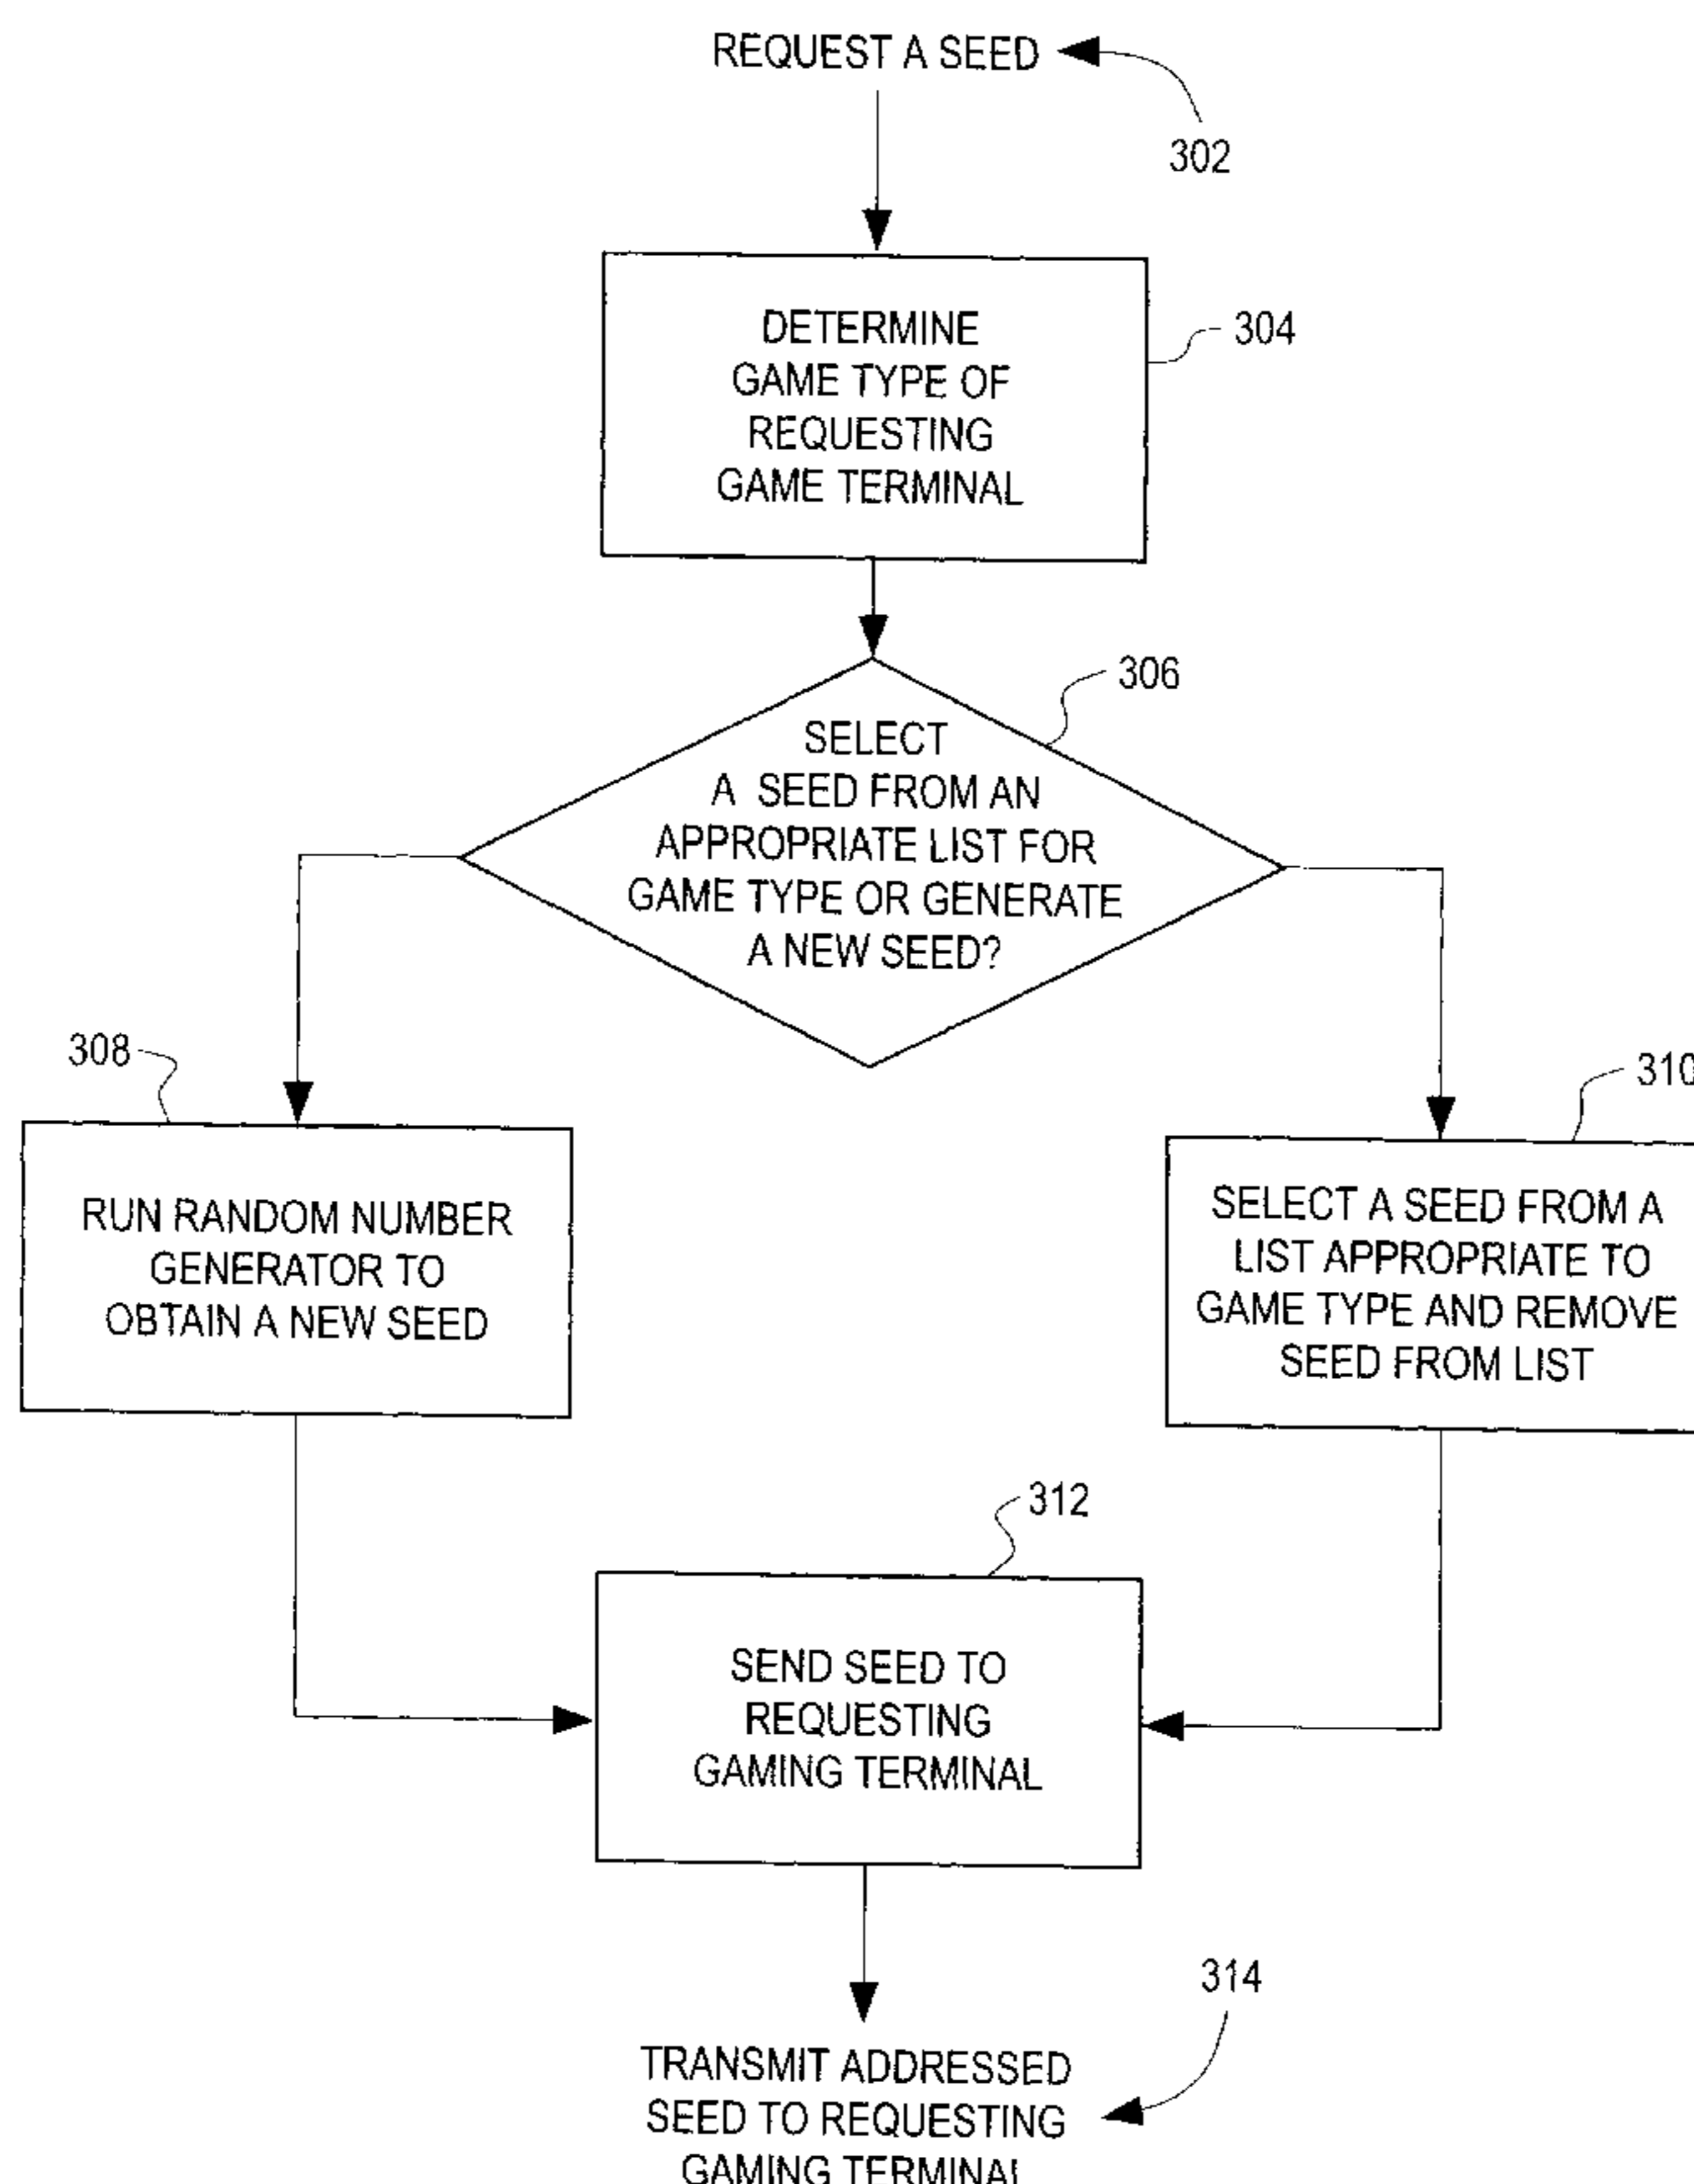 REQUEST A SEED
302
DETERMINE
GAME TYPE OF
REQUESTING
GAME TERMINAL
304
306
SELECT
A SEED FROM AN
APPROPRIATE LIST FOR
GAME TYPE OR GENERATE
A NEW SEED?
308
310
RUN RANDOM NUMBER
GENERATOR TO
OBTAIN A NEW SEED
SELECT A SEED FROM A
LIST APPROPRIATE TO
GAME TYPE AND REMOVE
SEED FROM LIST
312
SEND SEED TO
REQUESTING
GAMING TERMINAL
314
TRANSMIT ADDRESSED
SEED TO REQUESTING
GAMING TERMINAL